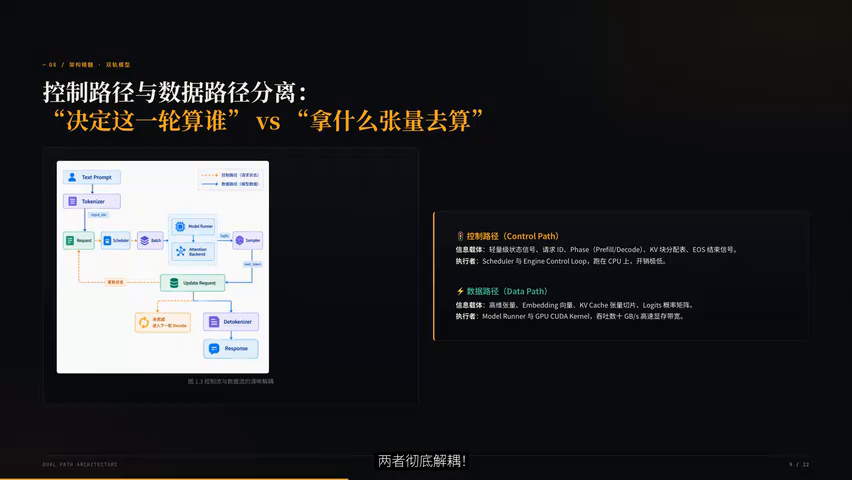 — 08 / 架构精髓 · 双轨模型
控制路径与数据路径分离：
“决定这一轮算谁” vs “拿什么张量去算”
Text Prompt
控制路径（请求状态）
数据路径（模型数据）
Tokenizer
input_ids
Request
Scheduler
Batch
Model Runner
Attention
Backend
logits
Sampler
next_token
更新状态
Update Request
未完成
进入下一轮 Decode
Detokenizer
Response
图 1.3 控制流与数据流的清晰解耦
控制路径（Control Path）
信息载体：轻量级状态信号、请求 ID、Phase（Prefill/Decode）、KV 块分配表、EOS 结束信号。
执行者：Scheduler 与 Engine Control Loop，跑在 CPU 上，开销极低。
⚡ 数据路径（Data Path）
信息载体：高维张量、Embedding 向量、KV Cache 张量切片、Logits 概率矩阵。
执行者：Model Runner 与 GPU CUDA Kernel，吞吐数十 GB/s 高速显存带宽。
DUAL PATH ARCHITECTURE
两者彻底解耦！
9 / 22